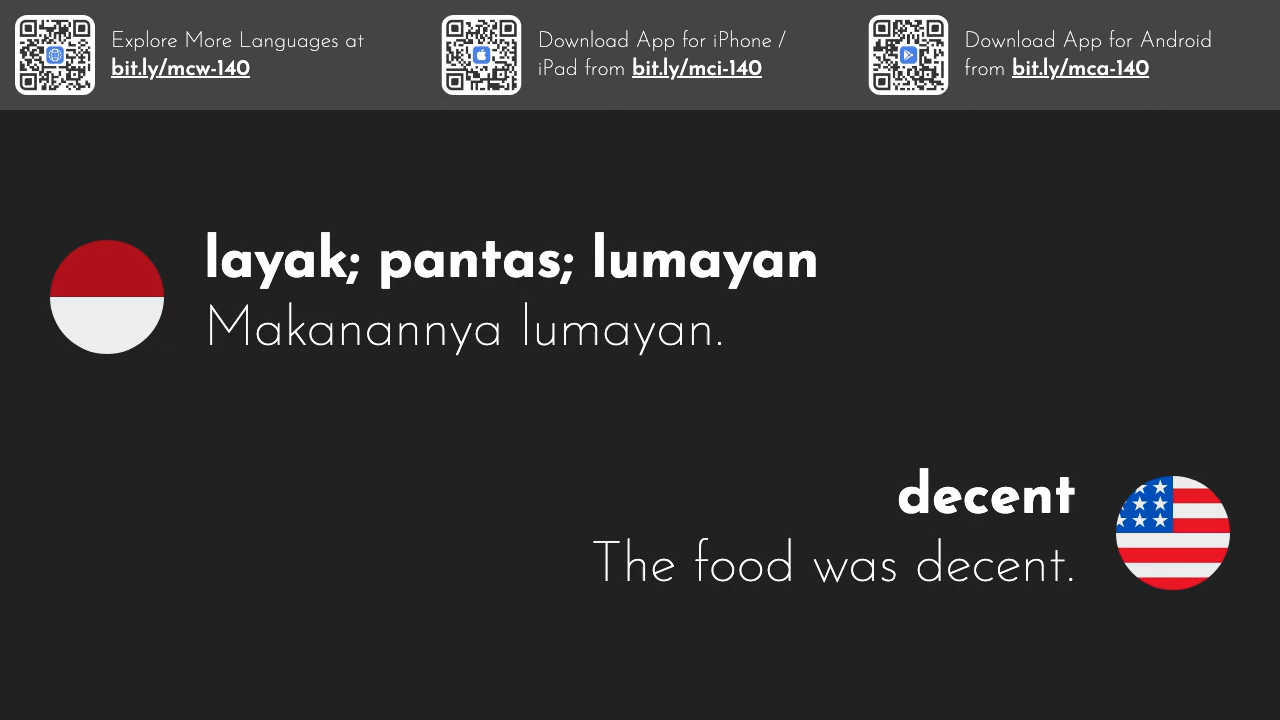 Explore More Languages at
bit.ly/mcw-140
Download App for iPhone /
iPad from bit.ly/mci-140
Download App for Android
from bit.ly/mca-140
layak; pantas; lumayan
Makanannya lumayan.
decent
The food was decent.